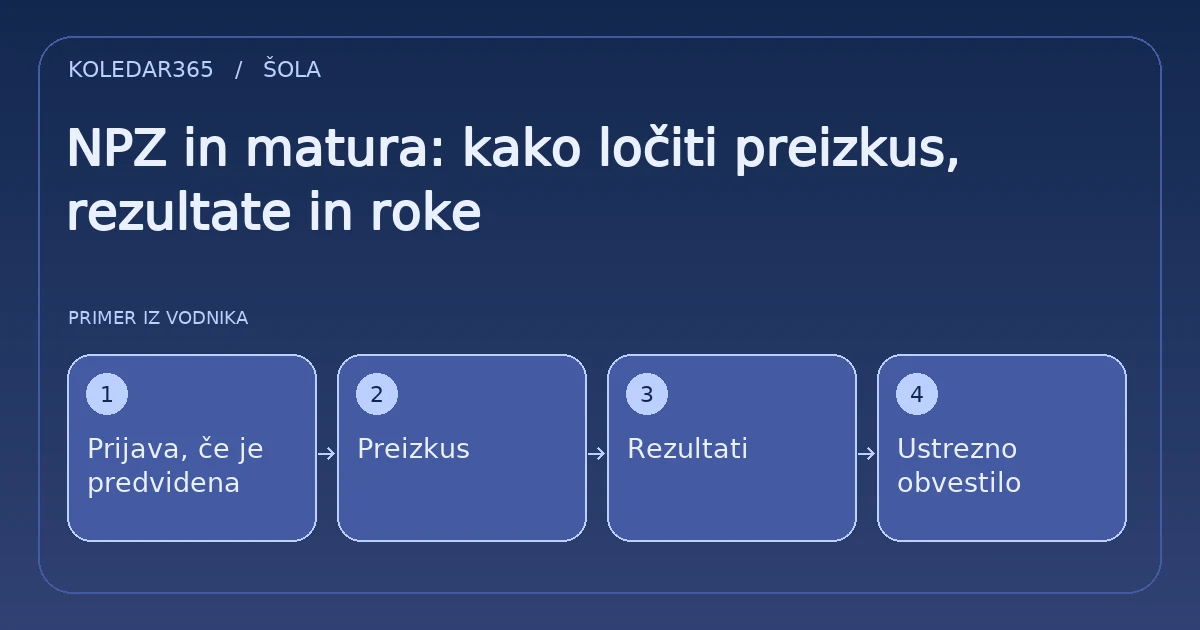 KOLEDAR365 / ŠOLA
NPZ in matura: kako ločiti preizkus,
rezultate in roke
PRIMER IZ VODNIKA
1
Prijava, če je
predvidena
→
2
Preizkus
→
3
Rezultati
→
4
Ustrezno
obvestilo